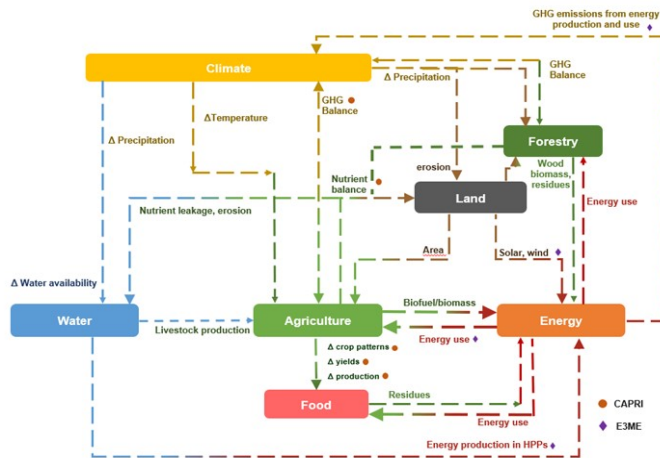 GHG emissions from energy
production and use
Climate
GHG
Balance
Δ Precipitation
ΔTemperature
GHG
Balance
Δ Precipitation
Forestry
erosion
Wood
biomass,
residues
Nutrient
balance
Land
Energy use
Nutrient leakage, erosion
Area
Solar, wind
Δ Water availability
Water
Livestock production
Agriculture
Biofuel/biomass
Energy
Energy use
Δ crop patterns
Δ yields
Δ production
CAPRI
Food
Residues
Energy use
E3ME
Energy production in HPPs